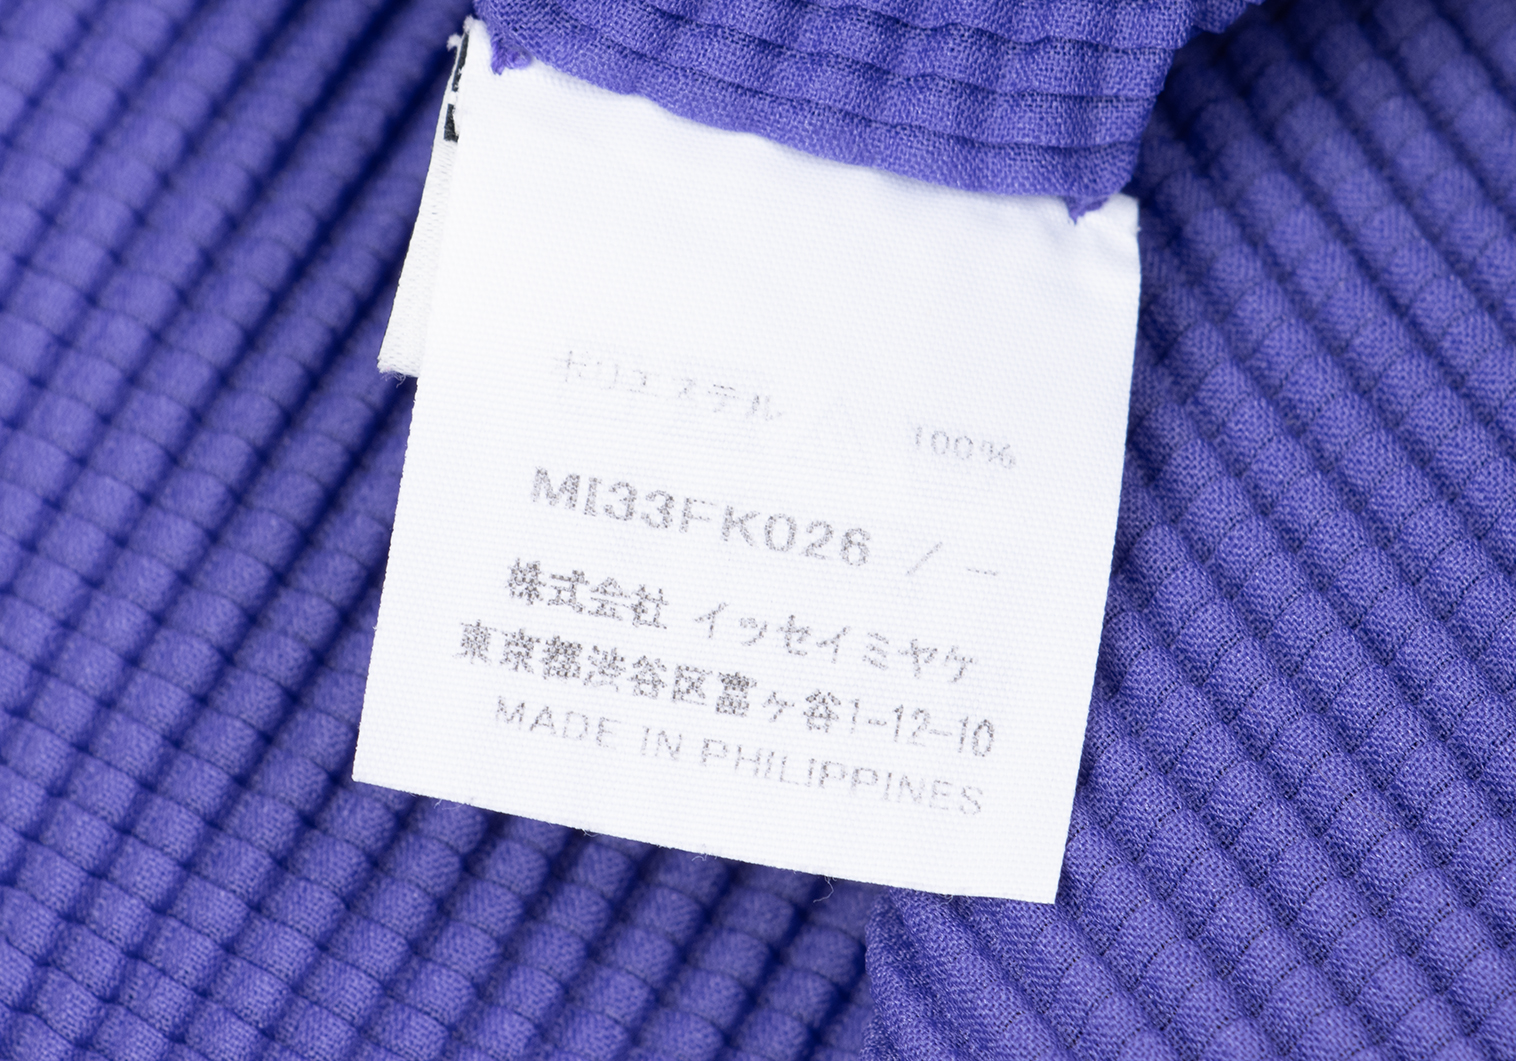 ポリエステル 100%
MI33FK026 / －
株式会社 イッセイミヤケ
東京都渋谷区富ヶ谷1-12-10
MADE IN PHILIPPINES